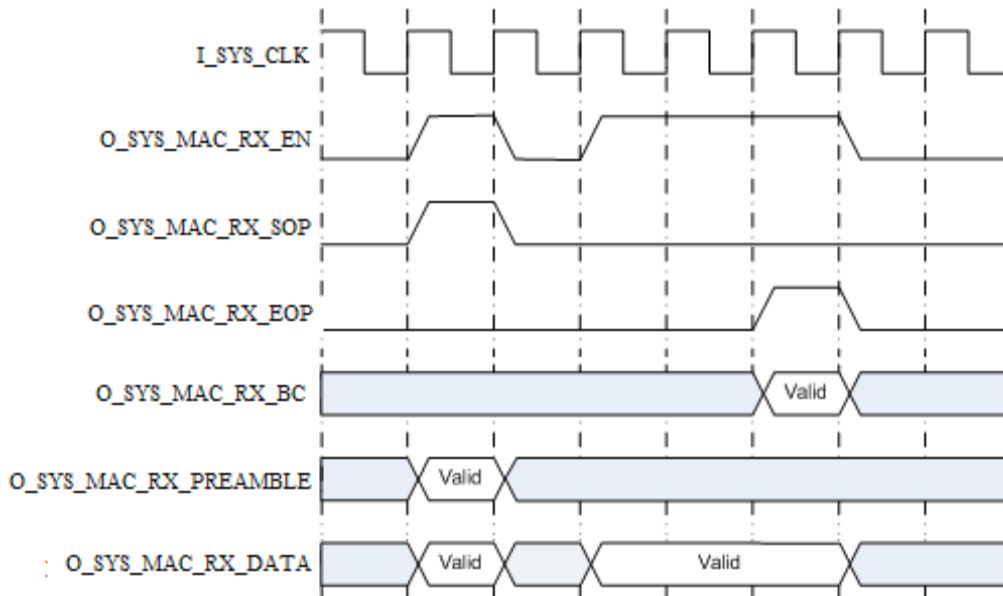 I_SYS_CLK
O_SYS_MAC_RX_EN
O_SYS_MAC_RX_SOP
O_SYS_MAC_RX_EOP
O_SYS_MAC_RX_BC Valid
O_SYS_MAC_RX_PREAMBLE Valid
: O_SYS_MAC_RX_DATA Valid Valid